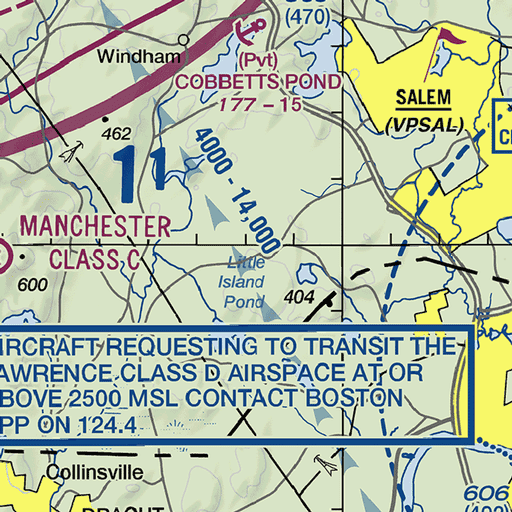 (470)
Windham
(Pvt)
COBBETTS POND
177 - 15
SALEM
(VPSAL)
462
11
4000 - 14,000
MANCHESTER
CLASS C
600
Little
Island
Pond
404
IRCRAFT REQUESTING TO TRANSIT THE
AWRENCE CLASS D AIRSPACE AT OR
BOVE 2500 MSL CONTACT BOSTON
PP ON 124.4
Collinsville
606